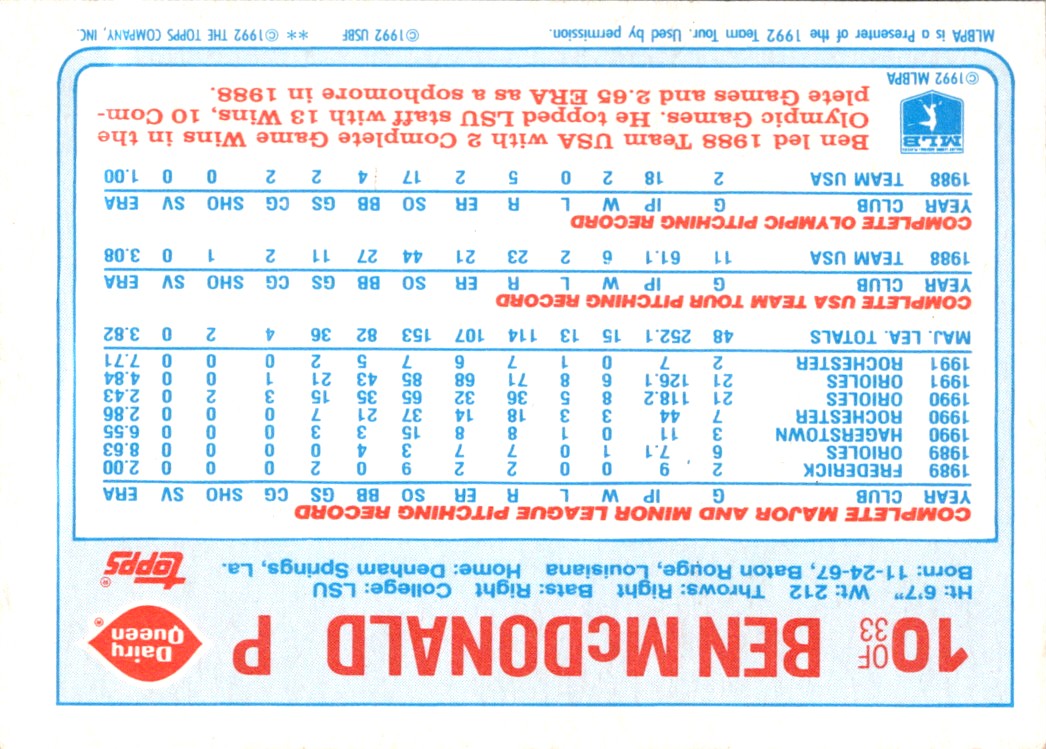 10 OF 33 BEN McDONALD P
Dairy Queen ®
Ht: 6'7" Wt: 212 Throws: Right Bats: Right College: LSU
Born: 11-24-67, Baton Rouge, Louisiana Home: Denham Springs, La.
topps ®
COMPLETE MAJOR AND MINOR LEAGUE PITCHING RECORD
YEAR CLUB G IP W L R ER SO BB GS CG SHO SV ERA
1989 FREDERICK 2 9 0 0 2 2 9 0 2 0 0 0 2.00
1989 ORIOLES 6 7.1 1 0 7 7 3 4 0 0 0 0 8.63
1990 HAGERSTOWN 3 11 0 1 8 8 15 3 3 0 0 0 6.55
1990 ROCHESTER 7 44 3 3 18 14 37 21 7 0 0 0 2.86
1990 ORIOLES 21 118.2 8 5 36 32 65 35 15 3 2 0 2.43
1991 ORIOLES 21 126.1 6 8 71 68 85 43 21 1 0 0 4.84
1991 ROCHESTER 2 7 0 1 7 6 7 5 2 0 0 0 7.71
MAJ. LEA. TOTALS 48 252.1 15 13 114 107 153 82 36 4 2 0 3.82
COMPLETE USA TEAM TOUR PITCHING RECORD
YEAR CLUB G IP W L R ER SO BB GS CG SHO SV ERA
1988 TEAM USA 11 61.1 6 2 23 21 44 27 11 2 1 0 3.08
COMPLETE OLYMPIC PITCHING RECORD
YEAR CLUB G IP W L R ER SO BB GS CG SHO SV ERA
1988 TEAM USA 2 18 2 0 5 2 17 4 2 2 0 0 1.00
MLB
Ben led 1988 Team USA with 2 Complete Game Wins in the
Olympic Games. He topped LSU staff with 13 Wins, 10 Com-
plete Games and 2.65 ERA as a sophomore in 1988.
©1992 MLBPA
MLBPA is a Presenter of the 1992 Team Tour. Used by permission. ©1992 USBF ** ©1992 THE TOPPS COMPANY, INC.